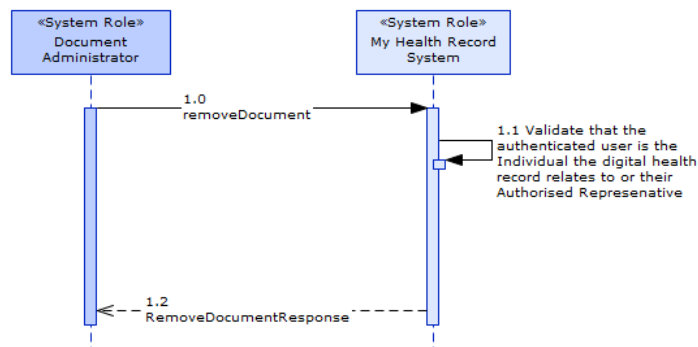 «System Role»
Document
Administrator
«System Role»
My Health Record
System
1.0
removeDocument
1.1 Validate that the
authenticated user is the
Individual the digital health
record relates to or their
Authorised Represenative
1.2
RemoveDocumentResponse